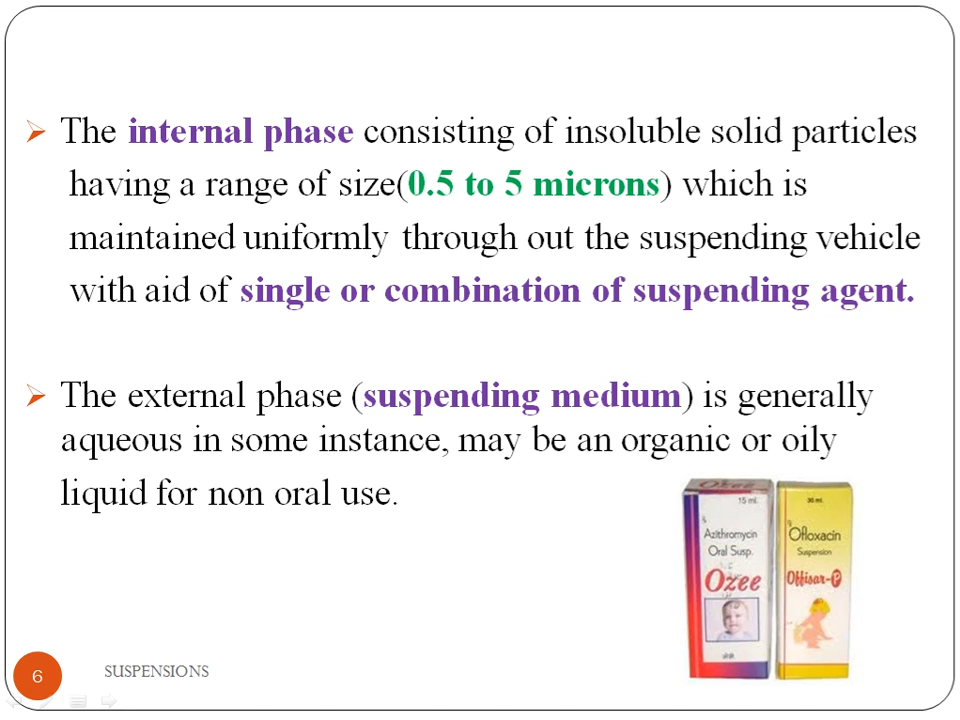 The internal phase consisting of insoluble solid particles
having a range of size(0.5 to 5 microns) which is
maintained uniformly through out the suspending vehicle
with aid of single or combination of suspending agent.
The external phase (suspending medium) is generally
aqueous in some instance, may be an organic or oily
liquid for non oral use.
Ozee
15 ml.
Azithromycin
Oral Susp.
Ozee
30 ml.
Ofloxacin
Suspension
Offisar-P
6
SUSPENSIONS